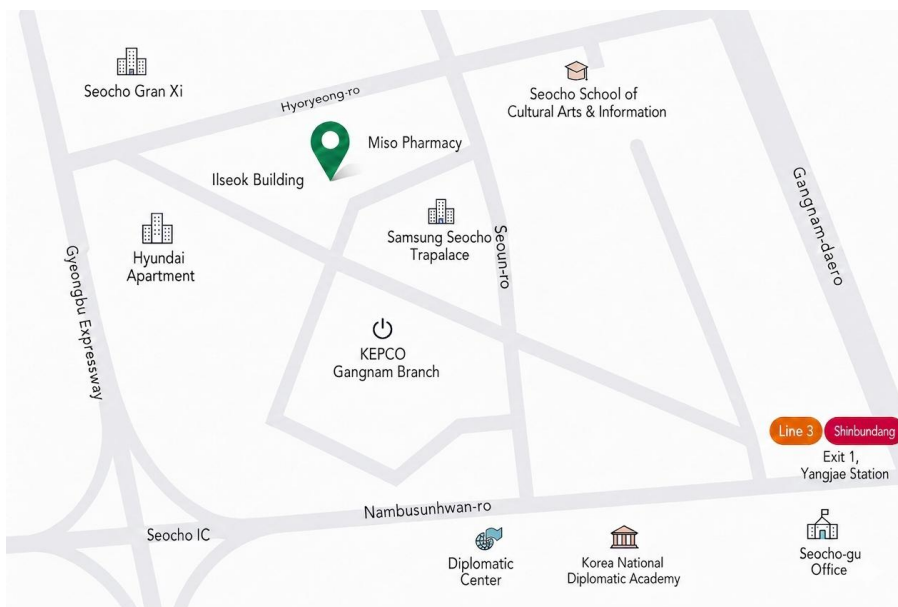 Seocho Gran Xi
Hyoryeong-ro
Seocho School of
Cultural Arts & Information
Miso Pharmacy
Ilseok Building
Gangnam-daero
Samsung Seocho
Trapalace
Seoun-ro
Hyundai
Apartment
Gyeongbu Expressway
KEPCO
Gangnam Branch
Line 3
Shinbundang
Exit 1,
Yangjae Station
Nambusunhwan-ro
Seocho IC
Diplomatic
Center
Korea National
Diplomatic Academy
Seocho-gu
Office